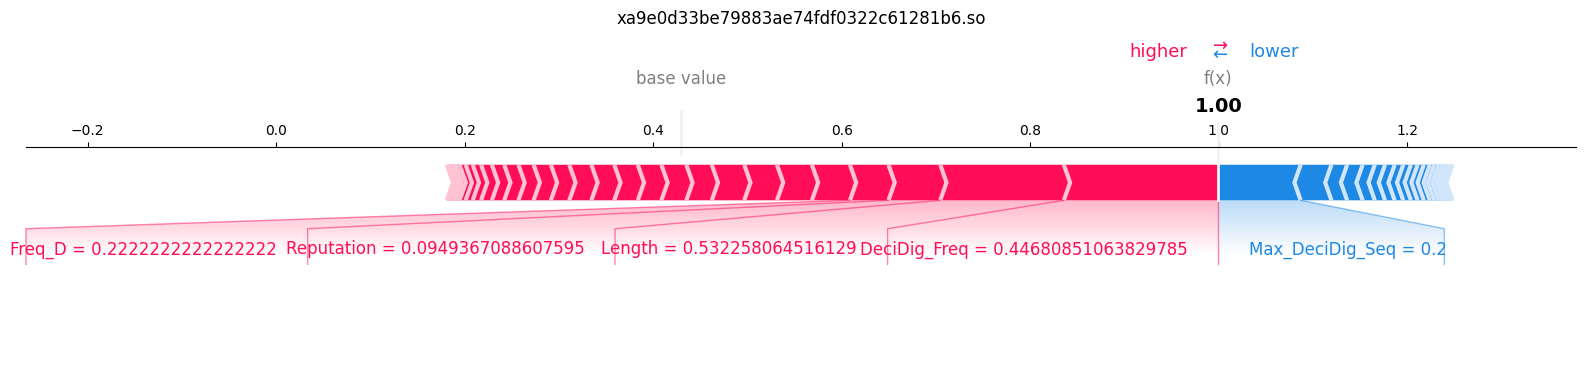 xa9e0d33be79883ae74fdf0322c61281b6.so
higher → ← lower
base value f(x)
1.00
−0.2 0.0 0.2 0.4 0.6 0.8 1.0 1.2
Freq_D = 0.2222222222222222 Reputation = 0.0949367088607595 Length = 0.532258064516129 DeciDig_Freq = 0.44680851063829785 Max_DeciDig_Seq = 0.2